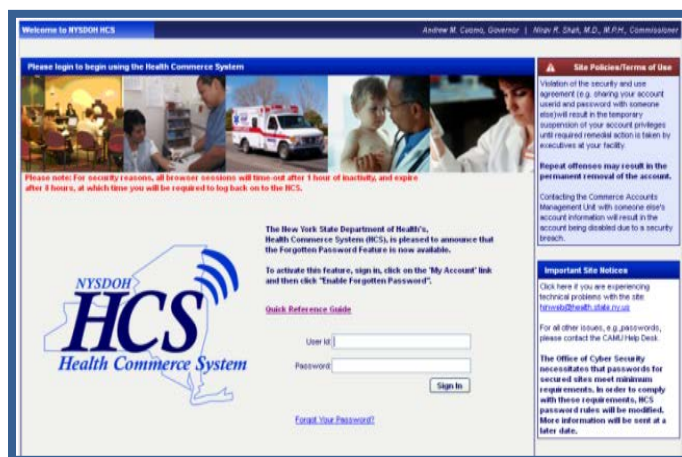 Welcome to NYSDOH HCS
Andrew M. Cuomo, Governor | Nirav R. Shah, M.D., M.P.H., Commissioner
Please login to begin using the Health Commerce System
Please note: For security reasons, all browser sessions will time-out after 1 hour of inactivity, and expire
after 8 hours, at which time you will be required to log back on to the HCS.
The New York State Department of Health's,
Health Commerce System (HCS), is pleased to announce that
the Forgotten Password Feature is now available.
To activate this feature, sign in, click on the 'My Account' link
and then click "Enable Forgotten Password".
Quick Reference Guide
NYSDOH
HCS
Health Commerce System
User Id:
Password:
Sign In
Forgot Your Password?
Site Policies/Terms of Use
Violation of the security and use
agreement (e.g. sharing your account
userid and password with someone
else)will result in the temporary
suspension of your account privileges
until required remedial action is taken by
executives at your facility.
Repeat offenses may result in the
permanent removal of the account.
Contacting the Commerce Accounts
Management Unit with someone else's
account information will result in the
account being disabled due to a security
breach.
Important Site Notices
Click here if you are experiencing
technical problems with the site:
hinweb@health.state.ny.us
For all other issues, e.g.,passwords,
please contact the CAMU Help Desk.
The Office of Cyber Security
necessitates that passwords for
secured sites meet minimum
requirements. In order to comply
with these requirements, HCS
password rules will be modified.
More information will be sent at a
later date.